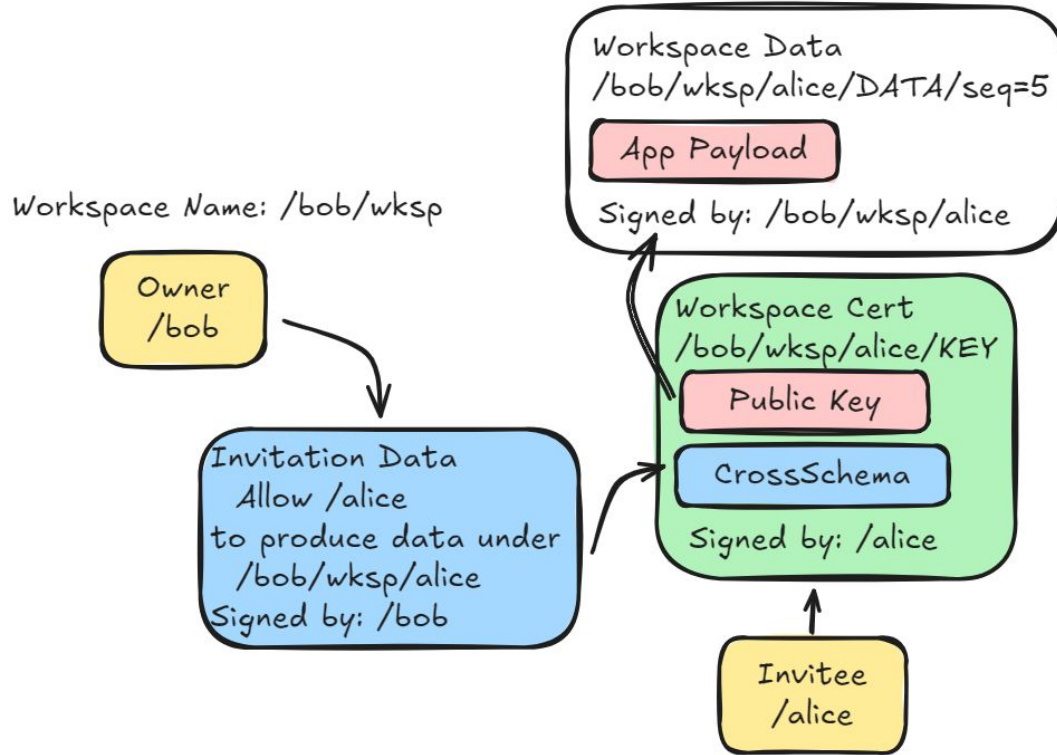 Workspace Data
/bob/wksp/alice/DATA/seq=5
App Payload
Signed by: /bob/wksp/alice
Workspace Name: /bob/wksp
Owner
/bob
Workspace Cert
/bob/wksp/alice/KEY
Public Key
CrossSchema
Signed by: /alice
Invitation Data
Allow /alice
to produce data under
/bob/wksp/alice
Signed by: /bob
Invitee
/alice